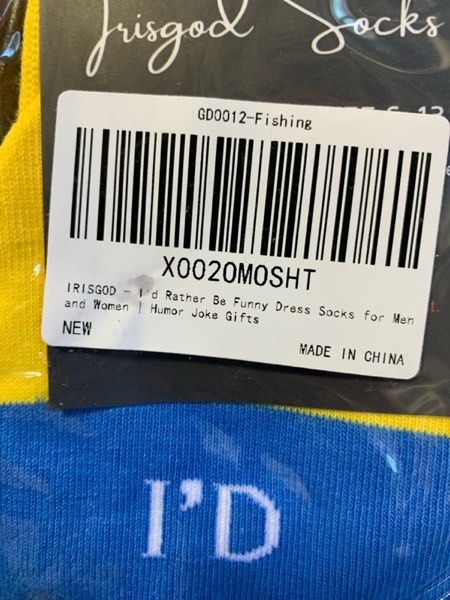 Irisgod Socks
GD0012-Fishing
X002OMOSHT
IRISGOD - I'd Rather Be Funny Dress Socks for Men
and Women | Humor Joke Gifts
NEW
MADE IN CHINA
I'D